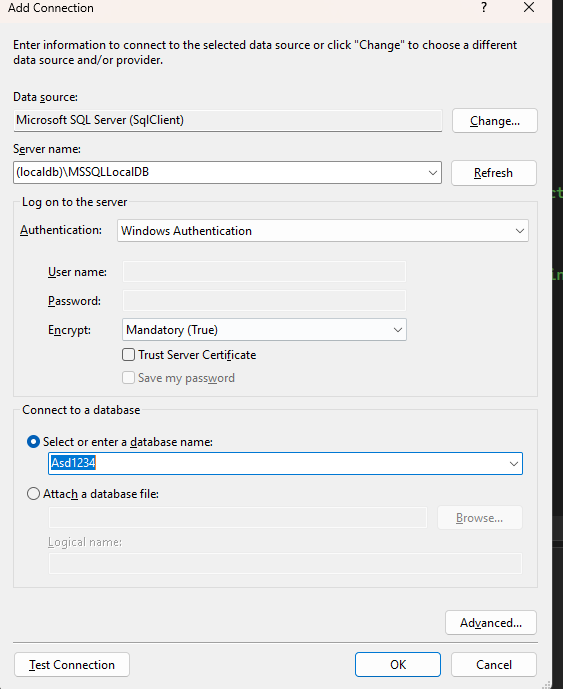 Add Connection
?
Enter information to connect to the selected data source or click "Change" to choose a different
data source and/or provider.
Data source:
Microsoft SQL Server (SqlClient)
Change...
Server name:
(localdb)\MSSQLLocalDB
Refresh
Log on to the server
Authentication:
Windows Authentication
User name:
Password:
Encrypt:
Mandatory (True)
Trust Server Certificate
Save my password
Connect to a database
Select or enter a database name:
Asd1234
Attach a database file:
Browse...
Logical name:
Advanced...
Test Connection
OK
Cancel